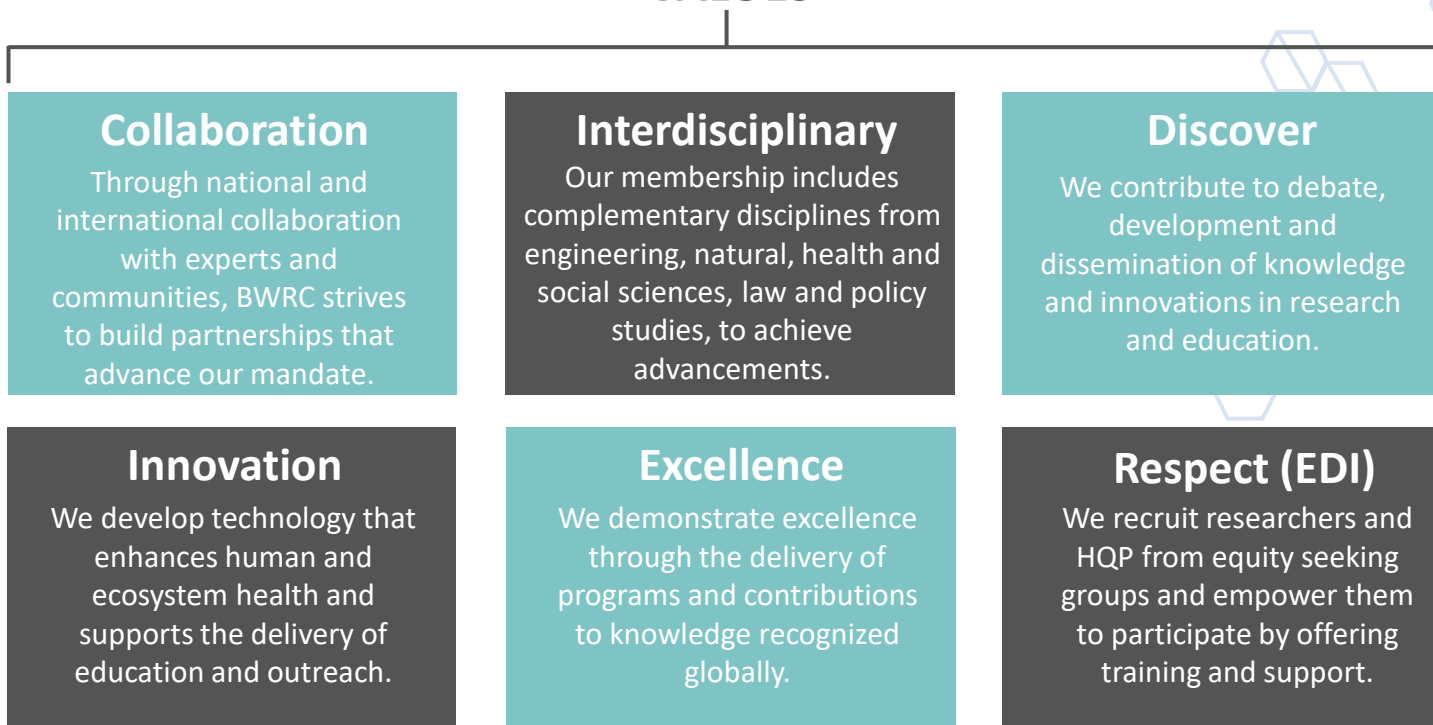 Collaboration
Through national and
international collaboration
with experts and
communities, BWRC strives
to build partnerships that
advance our mandate.
Interdisciplinary
Our membership includes
complementary disciplines from
engineering, natural, health and
social sciences, law and policy
studies, to achieve
advancements.
Discover
We contribute to debate,
development and
dissemination of knowledge
and innovations in research
and education.
Innovation
We develop technology that
enhances human and
ecosystem health and
supports the delivery of
education and outreach.
Excellence
We demonstrate excellence
through the delivery of
programs and contributions
to knowledge recognized
globally.
Respect (EDI)
We recruit researchers and
HQP from equity seeking
groups and empower them
to participate by offering
training and support.